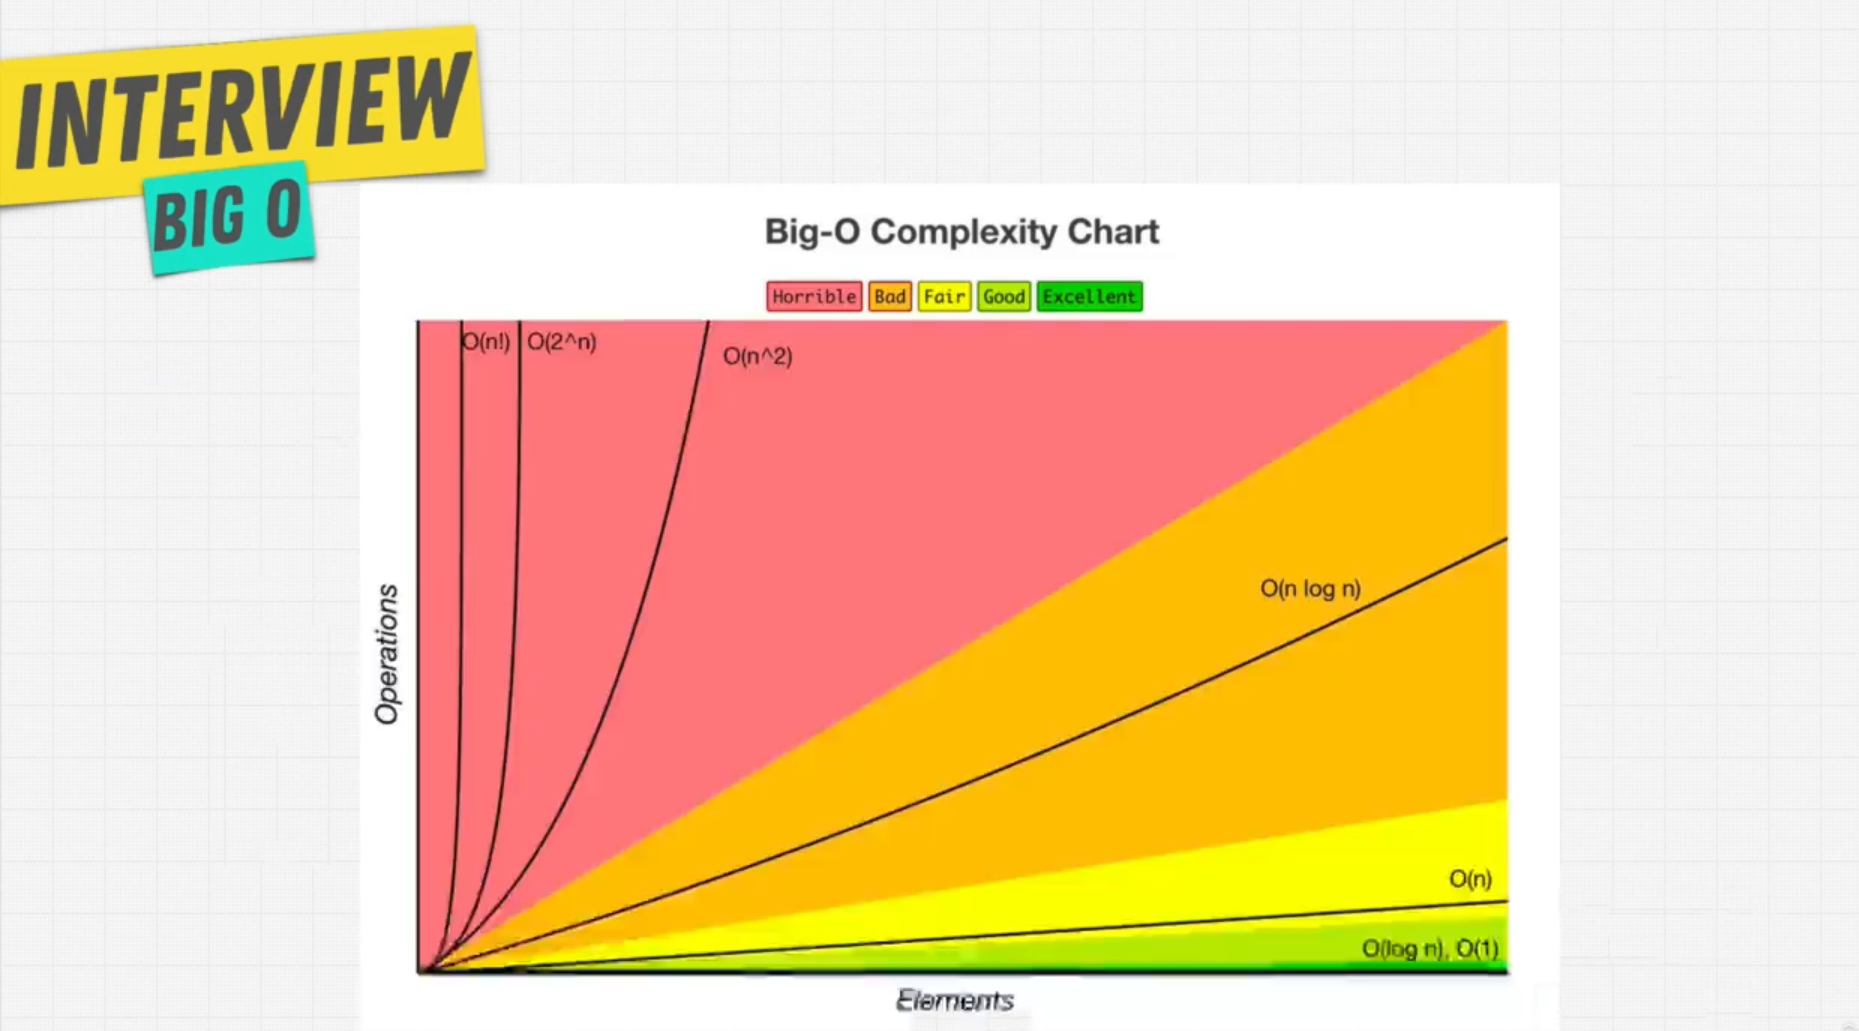 INTERVIEW
BIG O
Big-O Complexity Chart
Horrible Bad Fair Good Excellent
O(n!) O(2^n)
O(n^2)
O(n log n)
O(n)
O(log n), O(1)
Operations
Elements